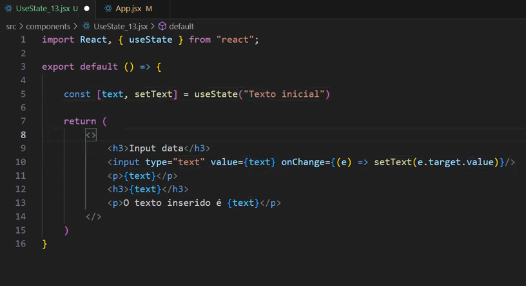 UseState_13.jsx U ● App.jsx M
src > components > UseState_13.jsx > default
1 import React, { useState } from "react";
2
3 export default () => {
4
5 const [text, setText] = useState("Texto inicial")
6
7 return (
8 <>
9 <h3>Input data</h3>
10 <input type="text" value={text} onChange={(e) => setText(e.target.value)}/>
11 <p>{text}</p>
12 <h3>{text}</h3>
13 <p>O texto inserido é {text}</p>
14 </>
15 )
16 }